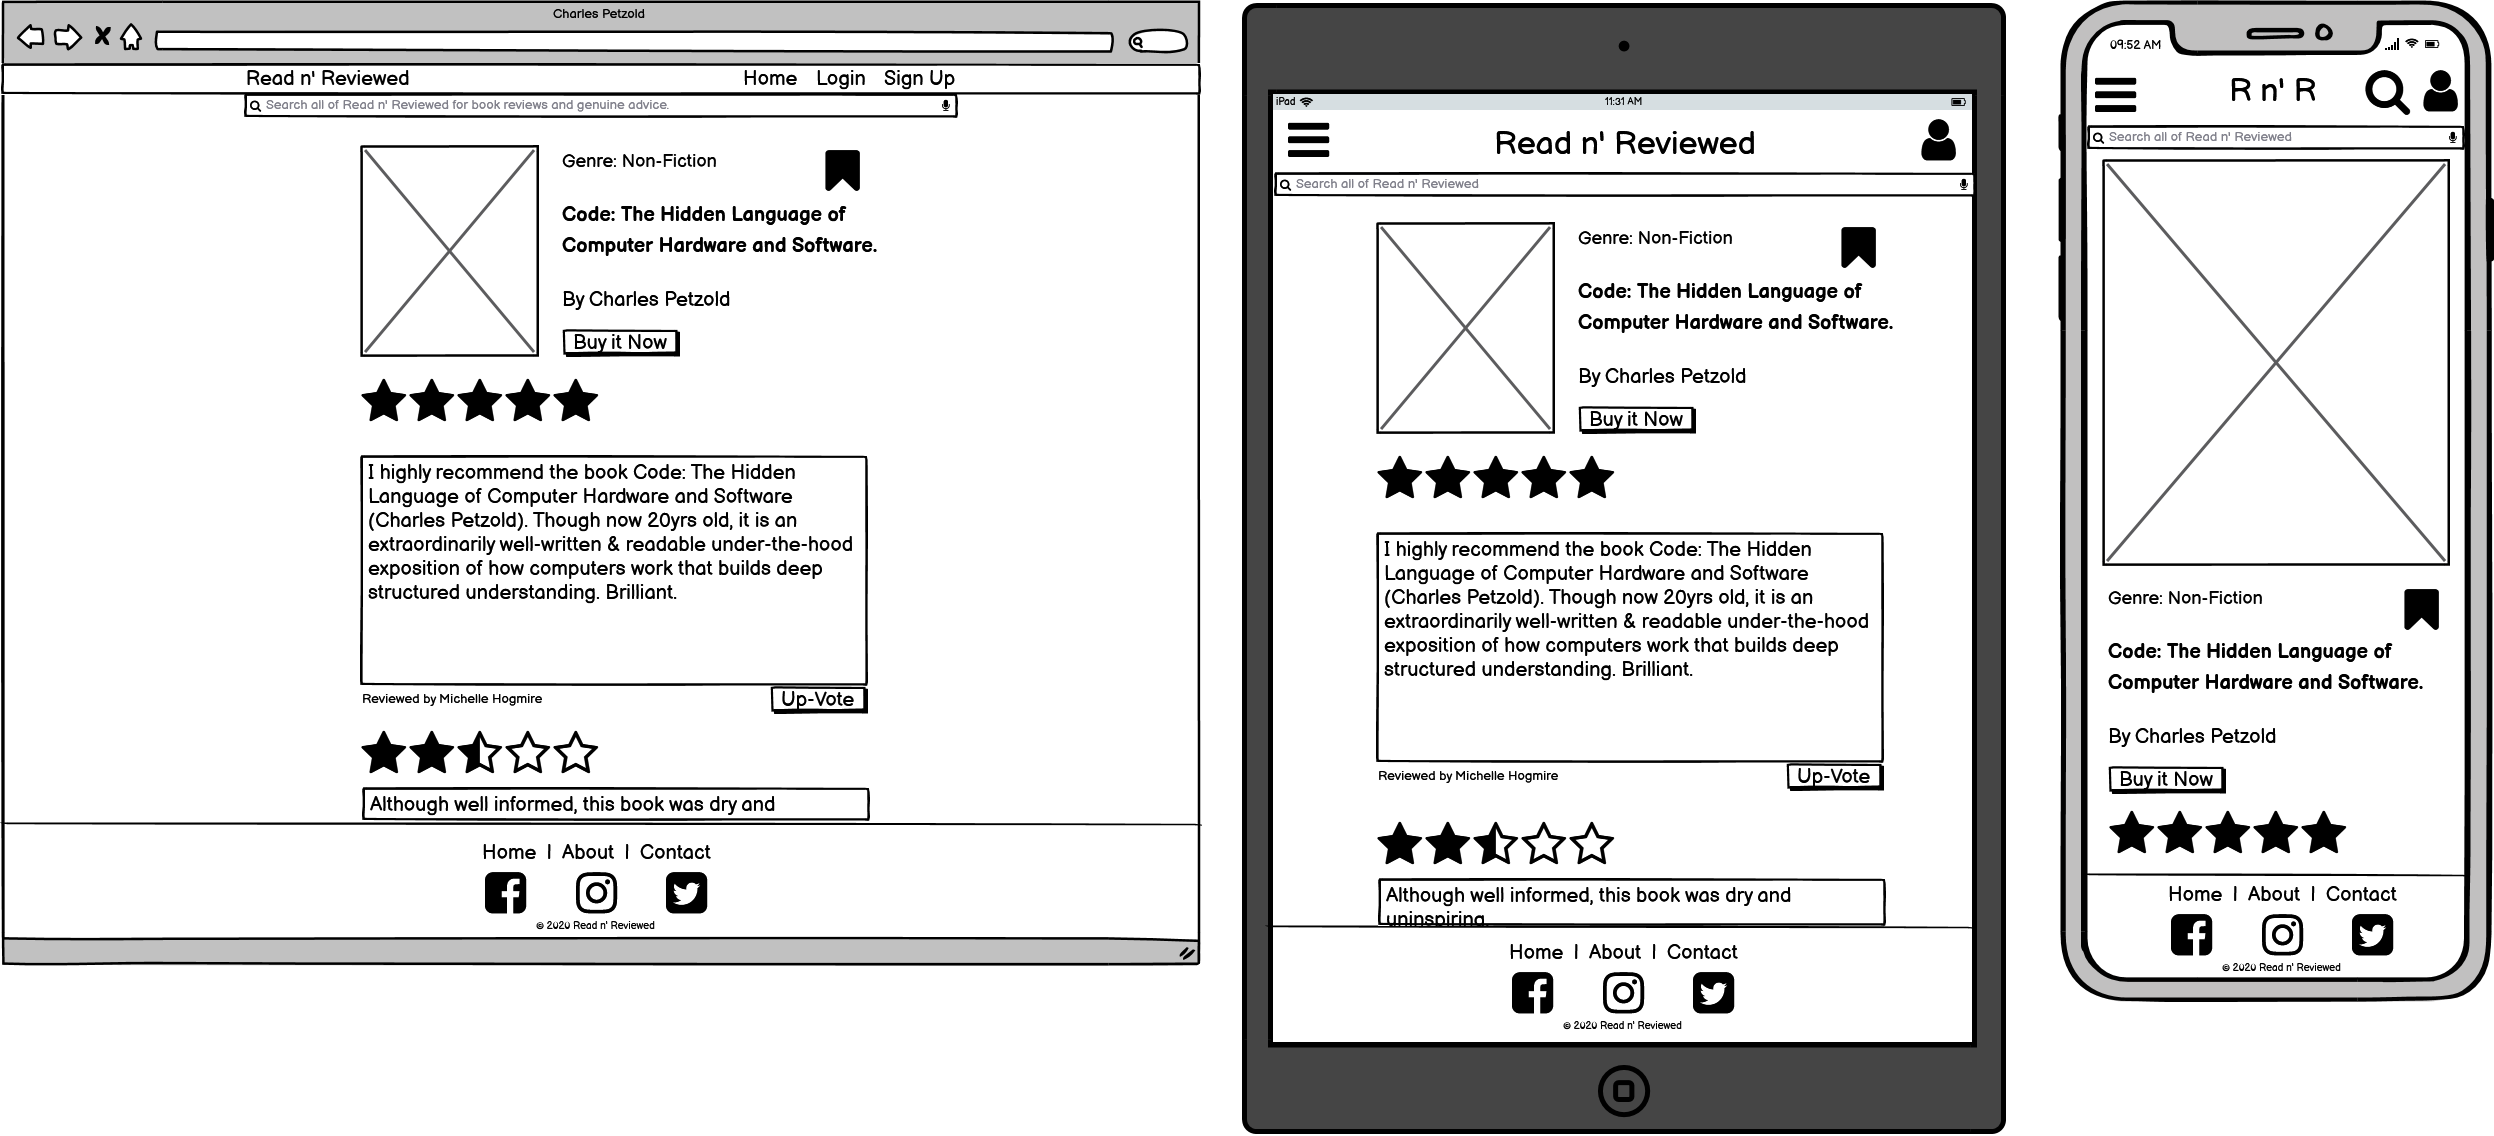 Charles Petzold
Read n' Reviewed Home Login Sign Up
Search all of Read n' Reviewed for book reviews and genuine advice.
Genre: Non-Fiction
Code: The Hidden Language of
Computer Hardware and Software.
By Charles Petzold
Buy it Now
I highly recommend the book Code: The Hidden
Language of Computer Hardware and Software
(Charles Petzold). Though now 20yrs old, it is an
extraordinarily well-written & readable under-the-hood
exposition of how computers work that builds deep
structured understanding. Brilliant.
Reviewed by Michelle Hogmire
Up-Vote
Although well informed, this book was dry and
Home | About | Contact
© 2020 Read n' Reviewed
iPad 11:31 AM
Read n' Reviewed
Search all of Read n' Reviewed
Genre: Non-Fiction
Code: The Hidden Language of
Computer Hardware and Software.
By Charles Petzold
Buy it Now
I highly recommend the book Code: The Hidden
Language of Computer Hardware and Software
(Charles Petzold). Though now 20yrs old, it is an
extraordinarily well-written & readable under-the-hood
exposition of how computers work that builds deep
structured understanding. Brilliant.
Reviewed by Michelle Hogmire
Up-Vote
Although well informed, this book was dry and
uninspiring.
Home | About | Contact
© 2020 Read n' Reviewed
09:52 AM
R n' R
Search all of Read n' Reviewed
Genre: Non-Fiction
Code: The Hidden Language of
Computer Hardware and Software.
By Charles Petzold
Buy it Now
Home | About | Contact
© 2020 Read n' Reviewed